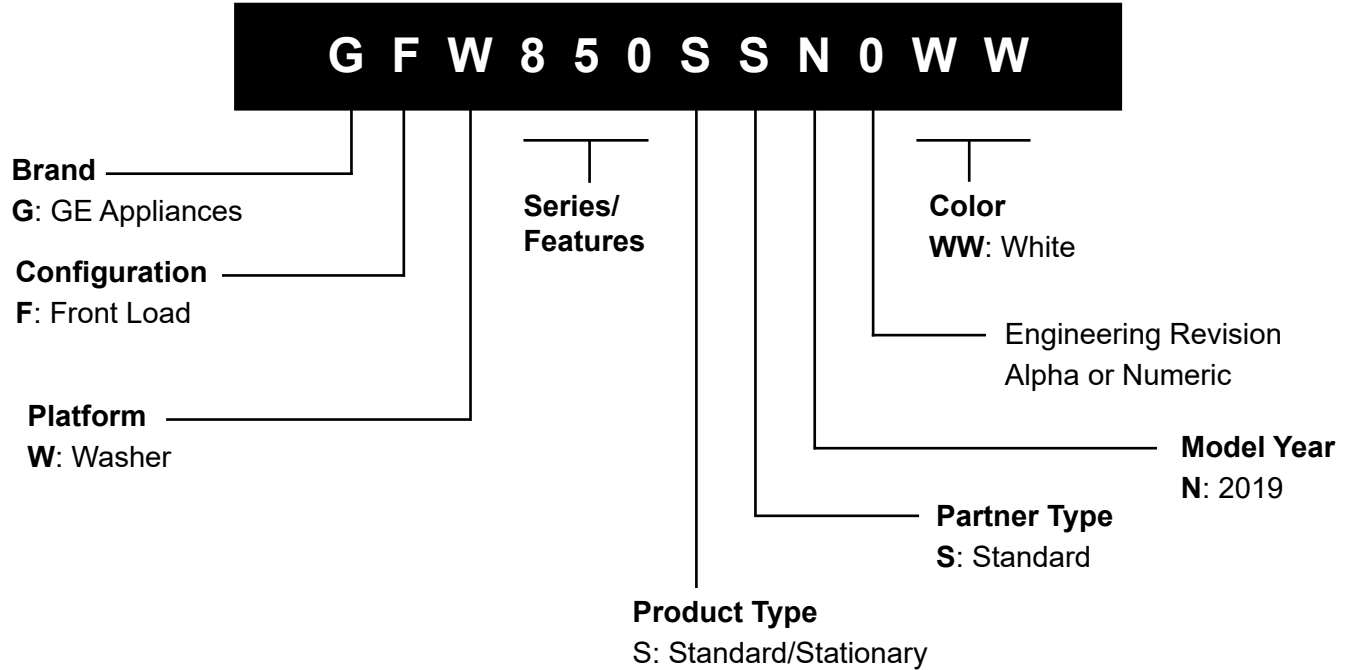 G F W 8 5 0 S S N 0 W W
Brand
G: GE Appliances
Configuration
F: Front Load
Platform
W: Washer
Series/
Features
Color
WW: White
Engineering Revision
Alpha or Numeric
Model Year
N: 2019
Partner Type
S: Standard
Product Type
S: Standard/Stationary